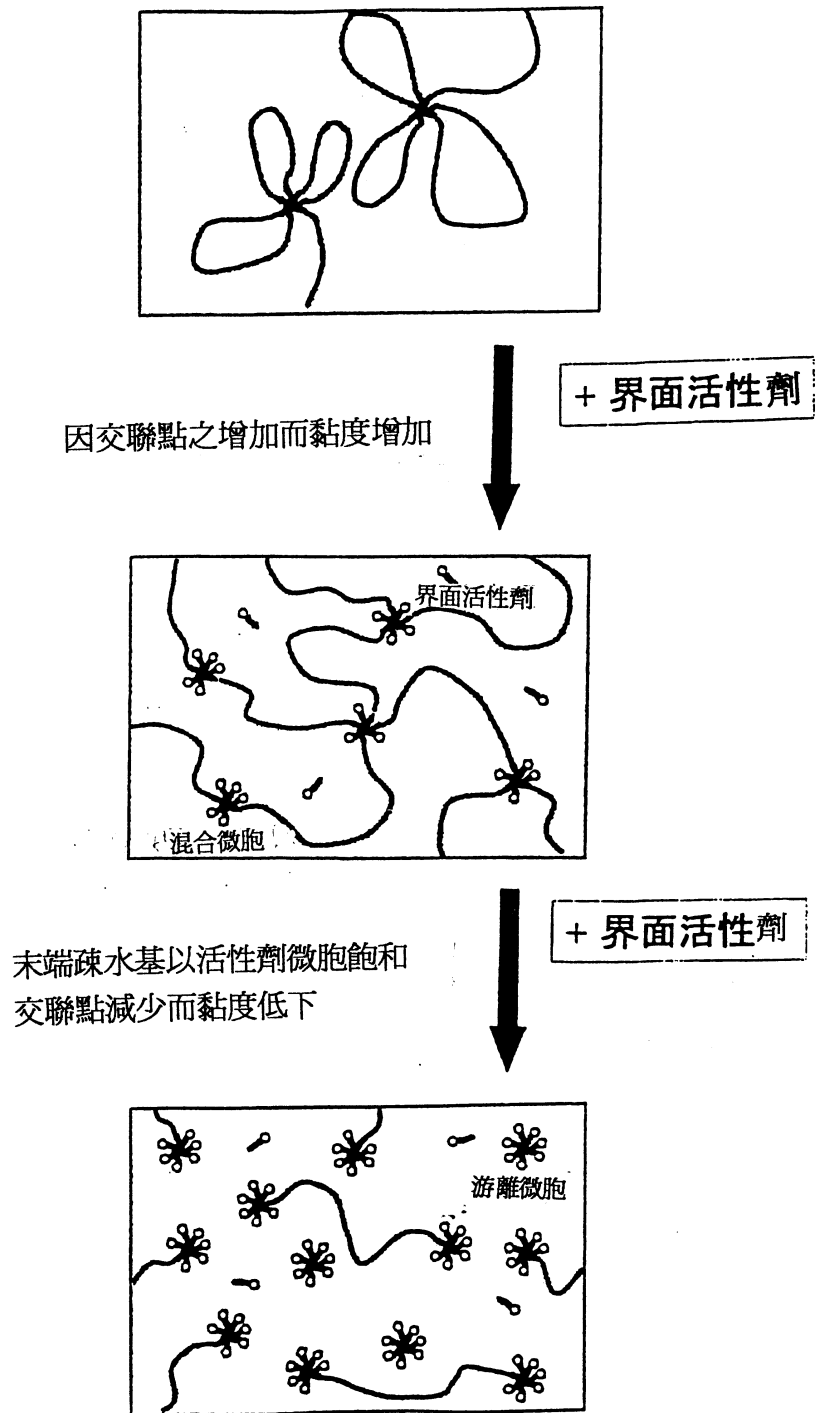 + 界面活性劑
因交聯點之增加而黏度增加
界面活性劑
混合微胞
+ 界面活性劑
末端疏水基以活性劑微胞飽和
交聯點減少而黏度低下
游離微胞